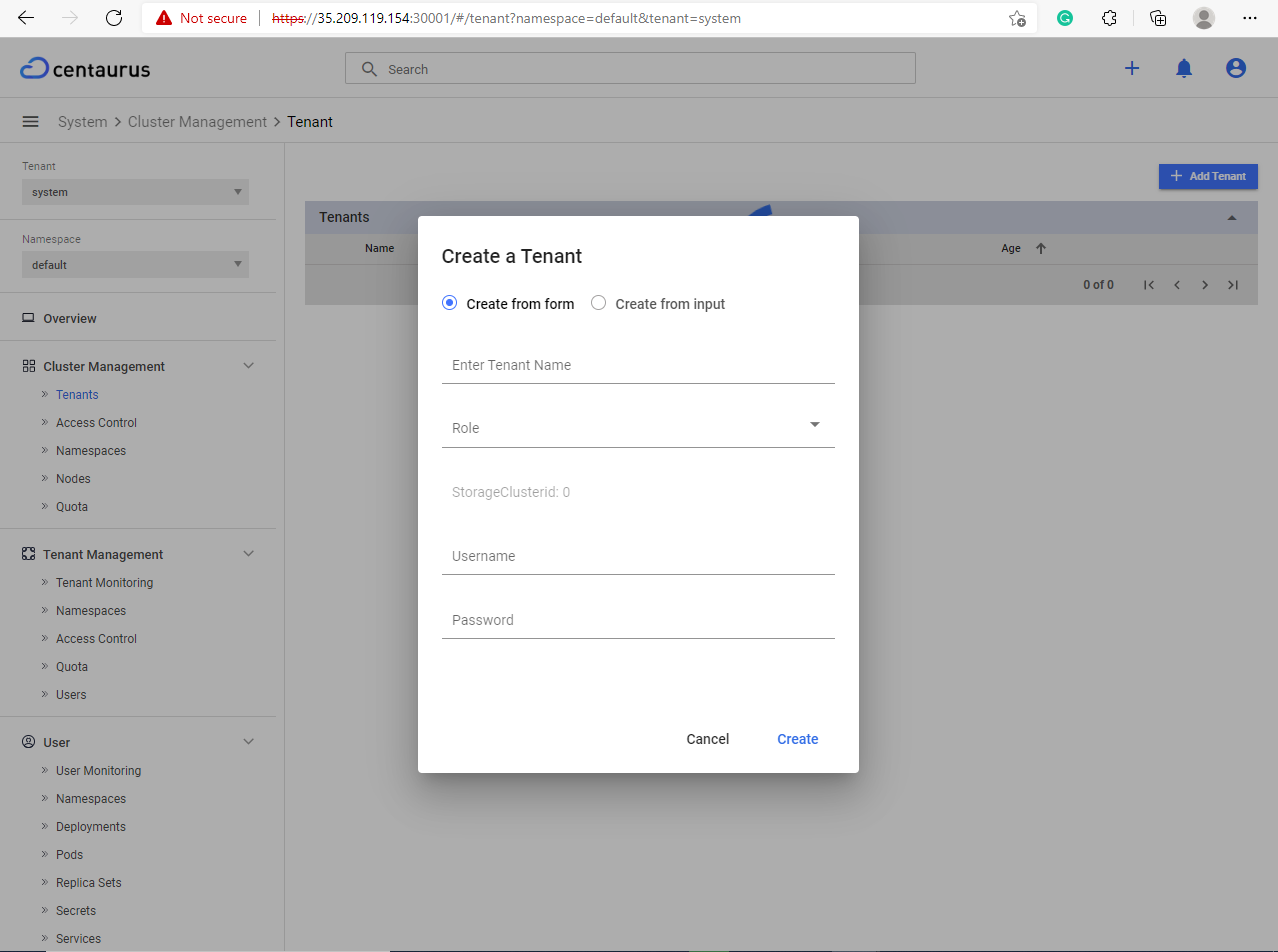 Not secure
https://35.209.119.154:30001/#/tenant?namespace=default&tenant=system
centaurus
Search
System > Cluster Management > Tenant
Tenant
system
Namespace
default
Overview
Cluster Management
Tenants
Access Control
Namespaces
Nodes
Quota
Tenant Management
Tenant Monitoring
Namespaces
Access Control
Quota
Users
User
User Monitoring
Namespaces
Deployments
Pods
Replica Sets
Secrets
Services
+ Add Tenant
Tenants
Name Age
0 of 0
Create a Tenant
Create from form Create from input
Enter Tenant Name
Role
StorageClusterid: 0
Username
Password
Cancel Create